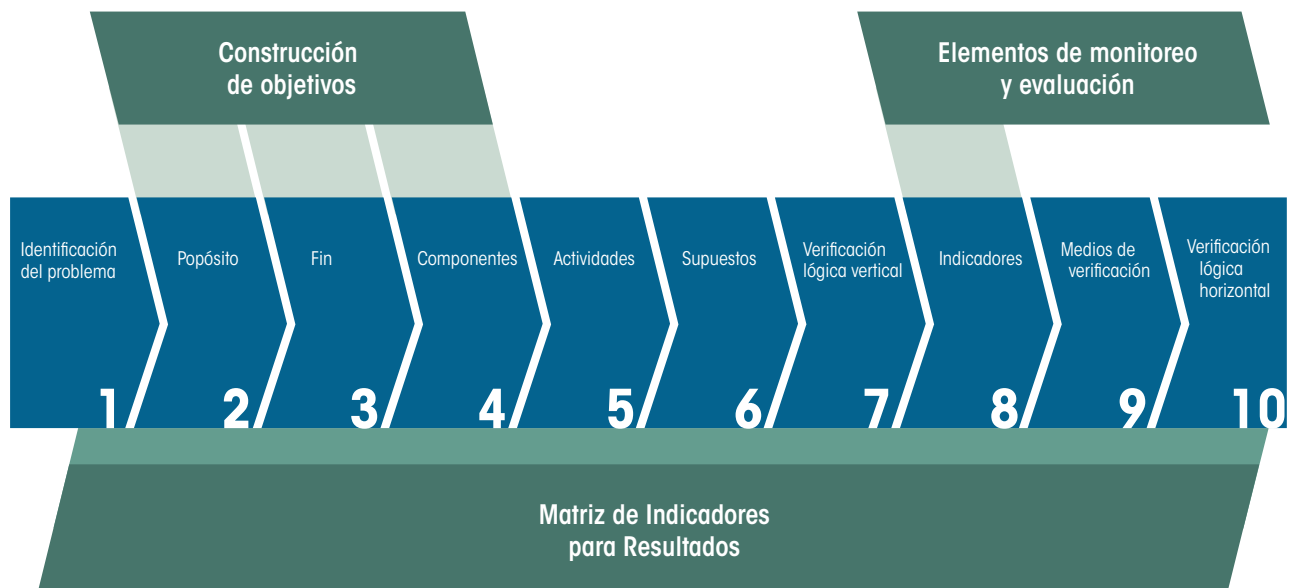 Construcción
de objetivos
Elementos de monitoreo
y evaluación
Identificación
del problema
1
Popósito
2
Fin
3
Componentes
4
Actividades
5
Supuestos
6
Verificación
lógica vertical
7
Indicadores
8
Medios de
verificación
9
Verificación
lógica
horizontal
10
Matriz de Indicadores
para Resultados